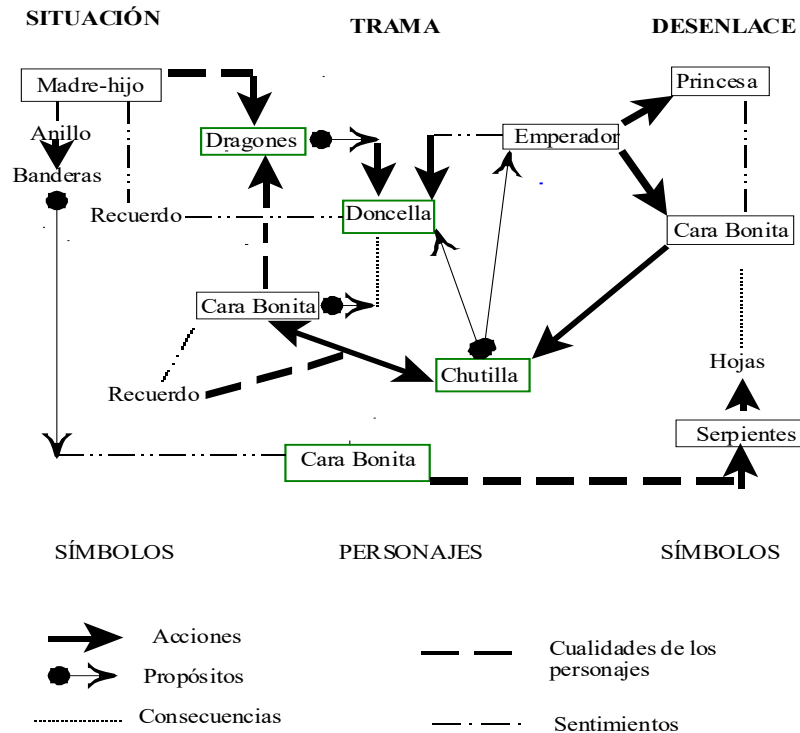 SITUACIÓN
TRAMA
DESENLACE
Madre-hijo
Princesa
Anillo
Dragones
Emperador
Banderas
Recuerdo
Doncella
Cara Bonita
Cara Bonita
Chutilla
Hojas
Recuerdo
Serpientes
Cara Bonita
SÍMBOLOS
PERSONAJES
SÍMBOLOS
Acciones
Cualidades de los
personajes
Propósitos
Consecuencias
Sentimientos